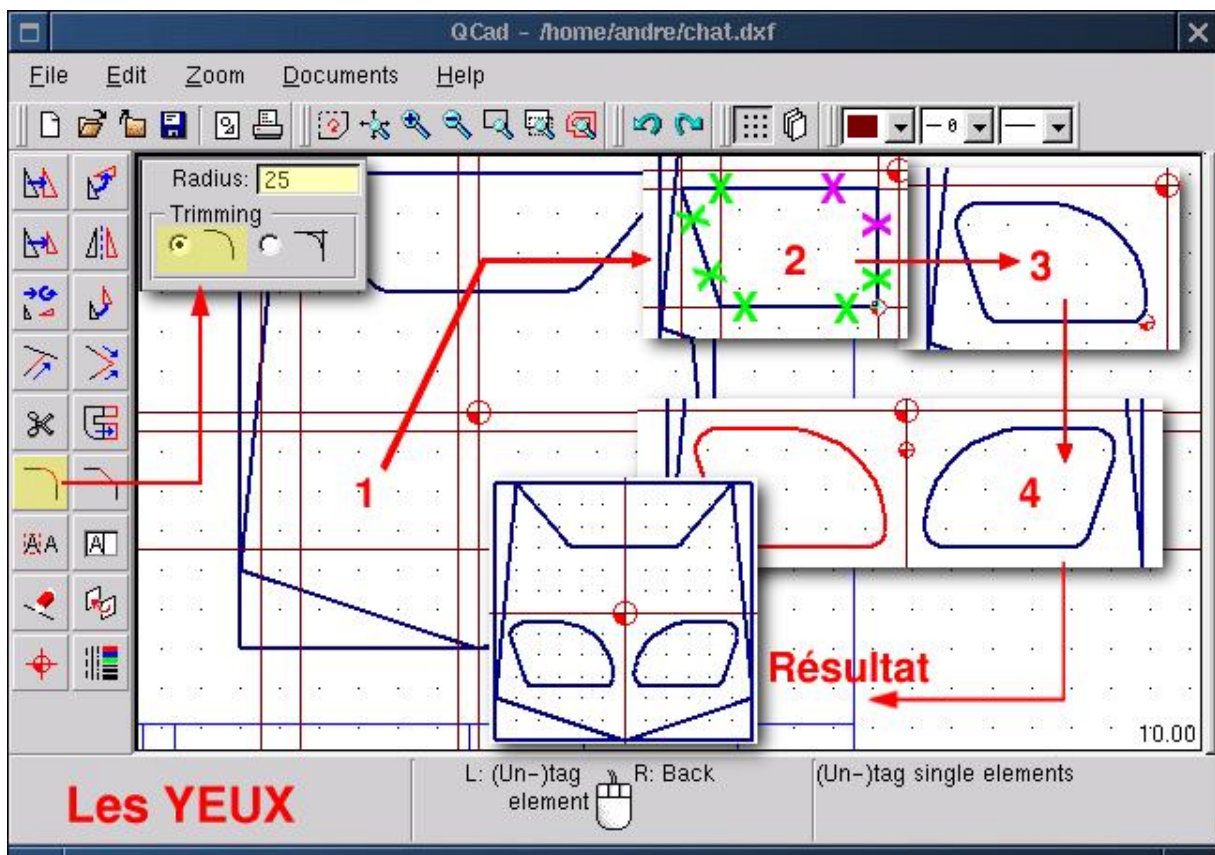 QCad - /home/andre/chat.dxf
File Edit Zoom Documents Help
0
Radius: 25
Trimming
1
2
3
4
Résultat
10.00
Les YEUX
L: (Un-)tag element
R: Back
(Un-)tag single elements